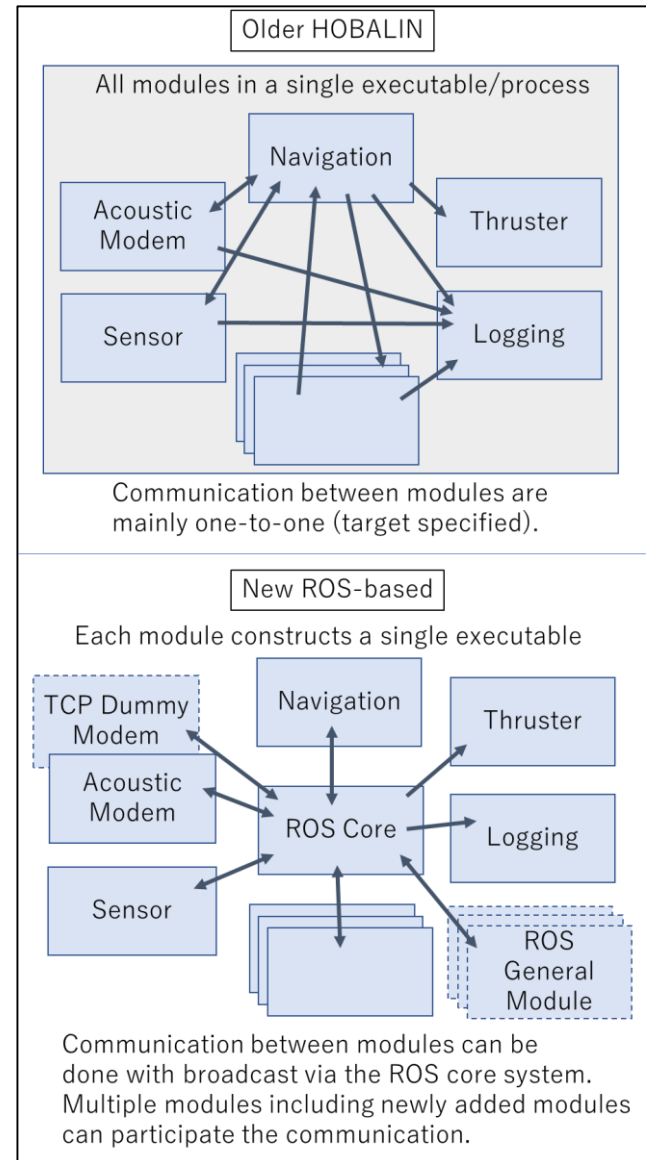 Older HOBALIN
All modules in a single executable/process
Navigation
Acoustic
Modem
Thruster
Sensor
Logging
Communication between modules are
mainly one-to-one (target specified).
New ROS-based
Each module constructs a single executable
TCP Dummy
Modem
Navigation
Thruster
Acoustic
Modem
ROS Core
Logging
Sensor
ROS
General
Module
Communication between modules can be
done with broadcast via the ROS core system.
Multiple modules including newly added modules
can participate the communication.